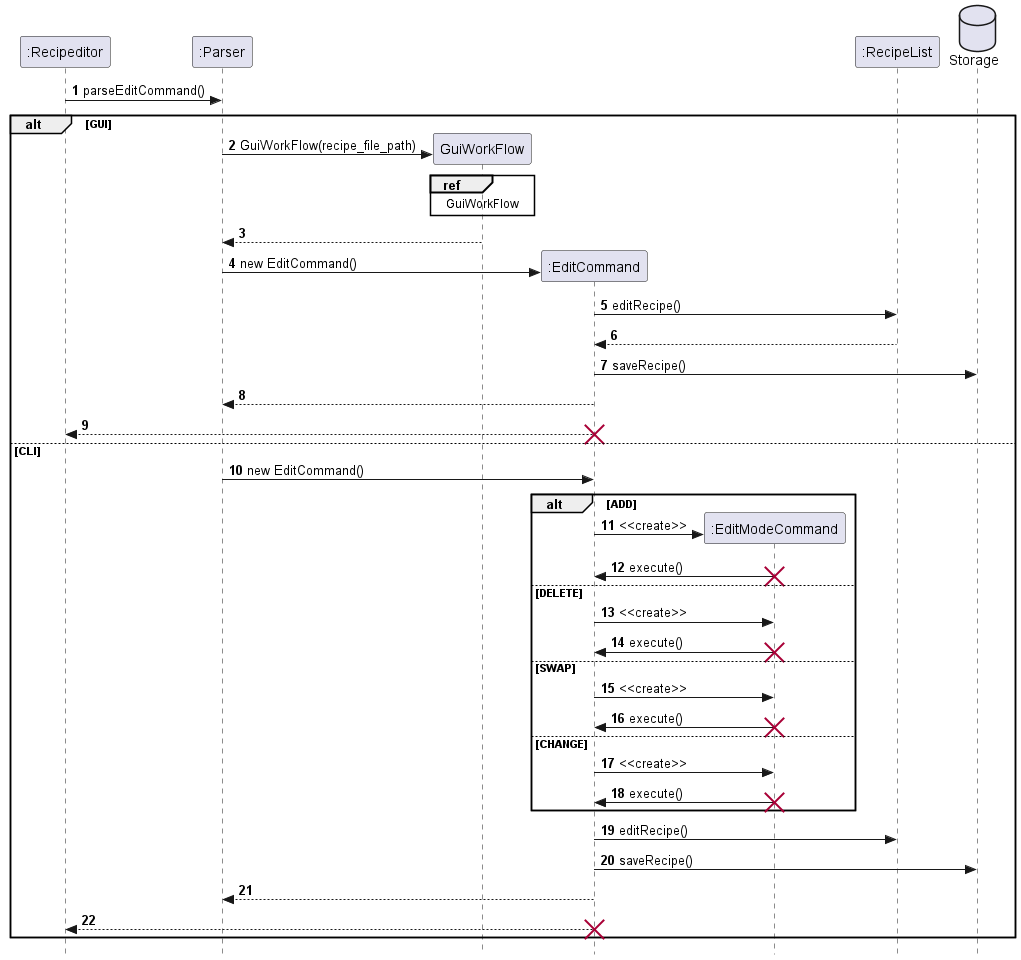 :Recipeditor
:Parser
:RecipeList
Storage
1 parseEditCommand()
alt [GUI]
2 GuiWorkFlow(recipe_file_path)
GuiWorkFlow
ref
GuiWorkFlow
3
4 new EditCommand()
:EditCommand
5 editRecipe()
6
7 saveRecipe()
8
9
[CLI]
10 new EditCommand()
alt [ADD]
11 <<create>>
:EditModeCommand
12 execute()
[DELETE]
13 <<create>>
14 execute()
[SWAP]
15 <<create>>
16 execute()
[CHANGE]
17 <<create>>
18 execute()
19 editRecipe()
20 saveRecipe()
21
22